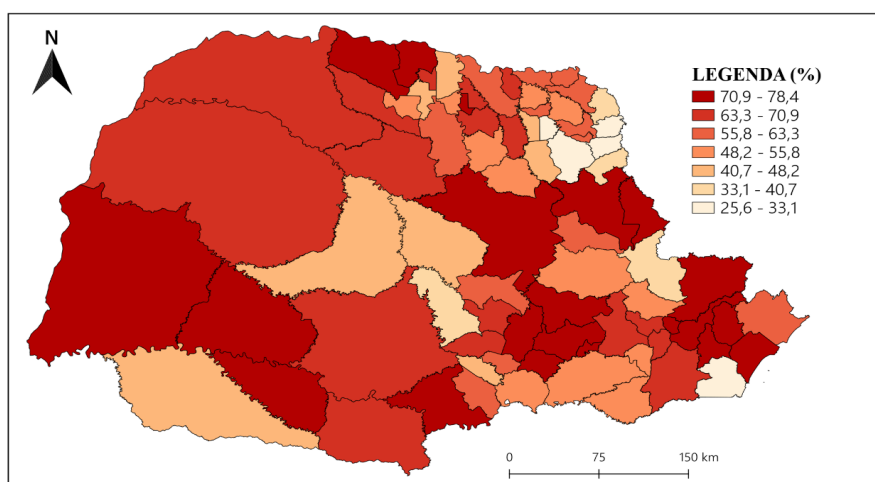 N
LEGENDA (%)
70,9 - 78,4
63,3 - 70,9
55,8 - 63,3
48,2 - 55,8
40,7 - 48,2
33,1 - 40,7
25,6 - 33,1
0 75 150 km